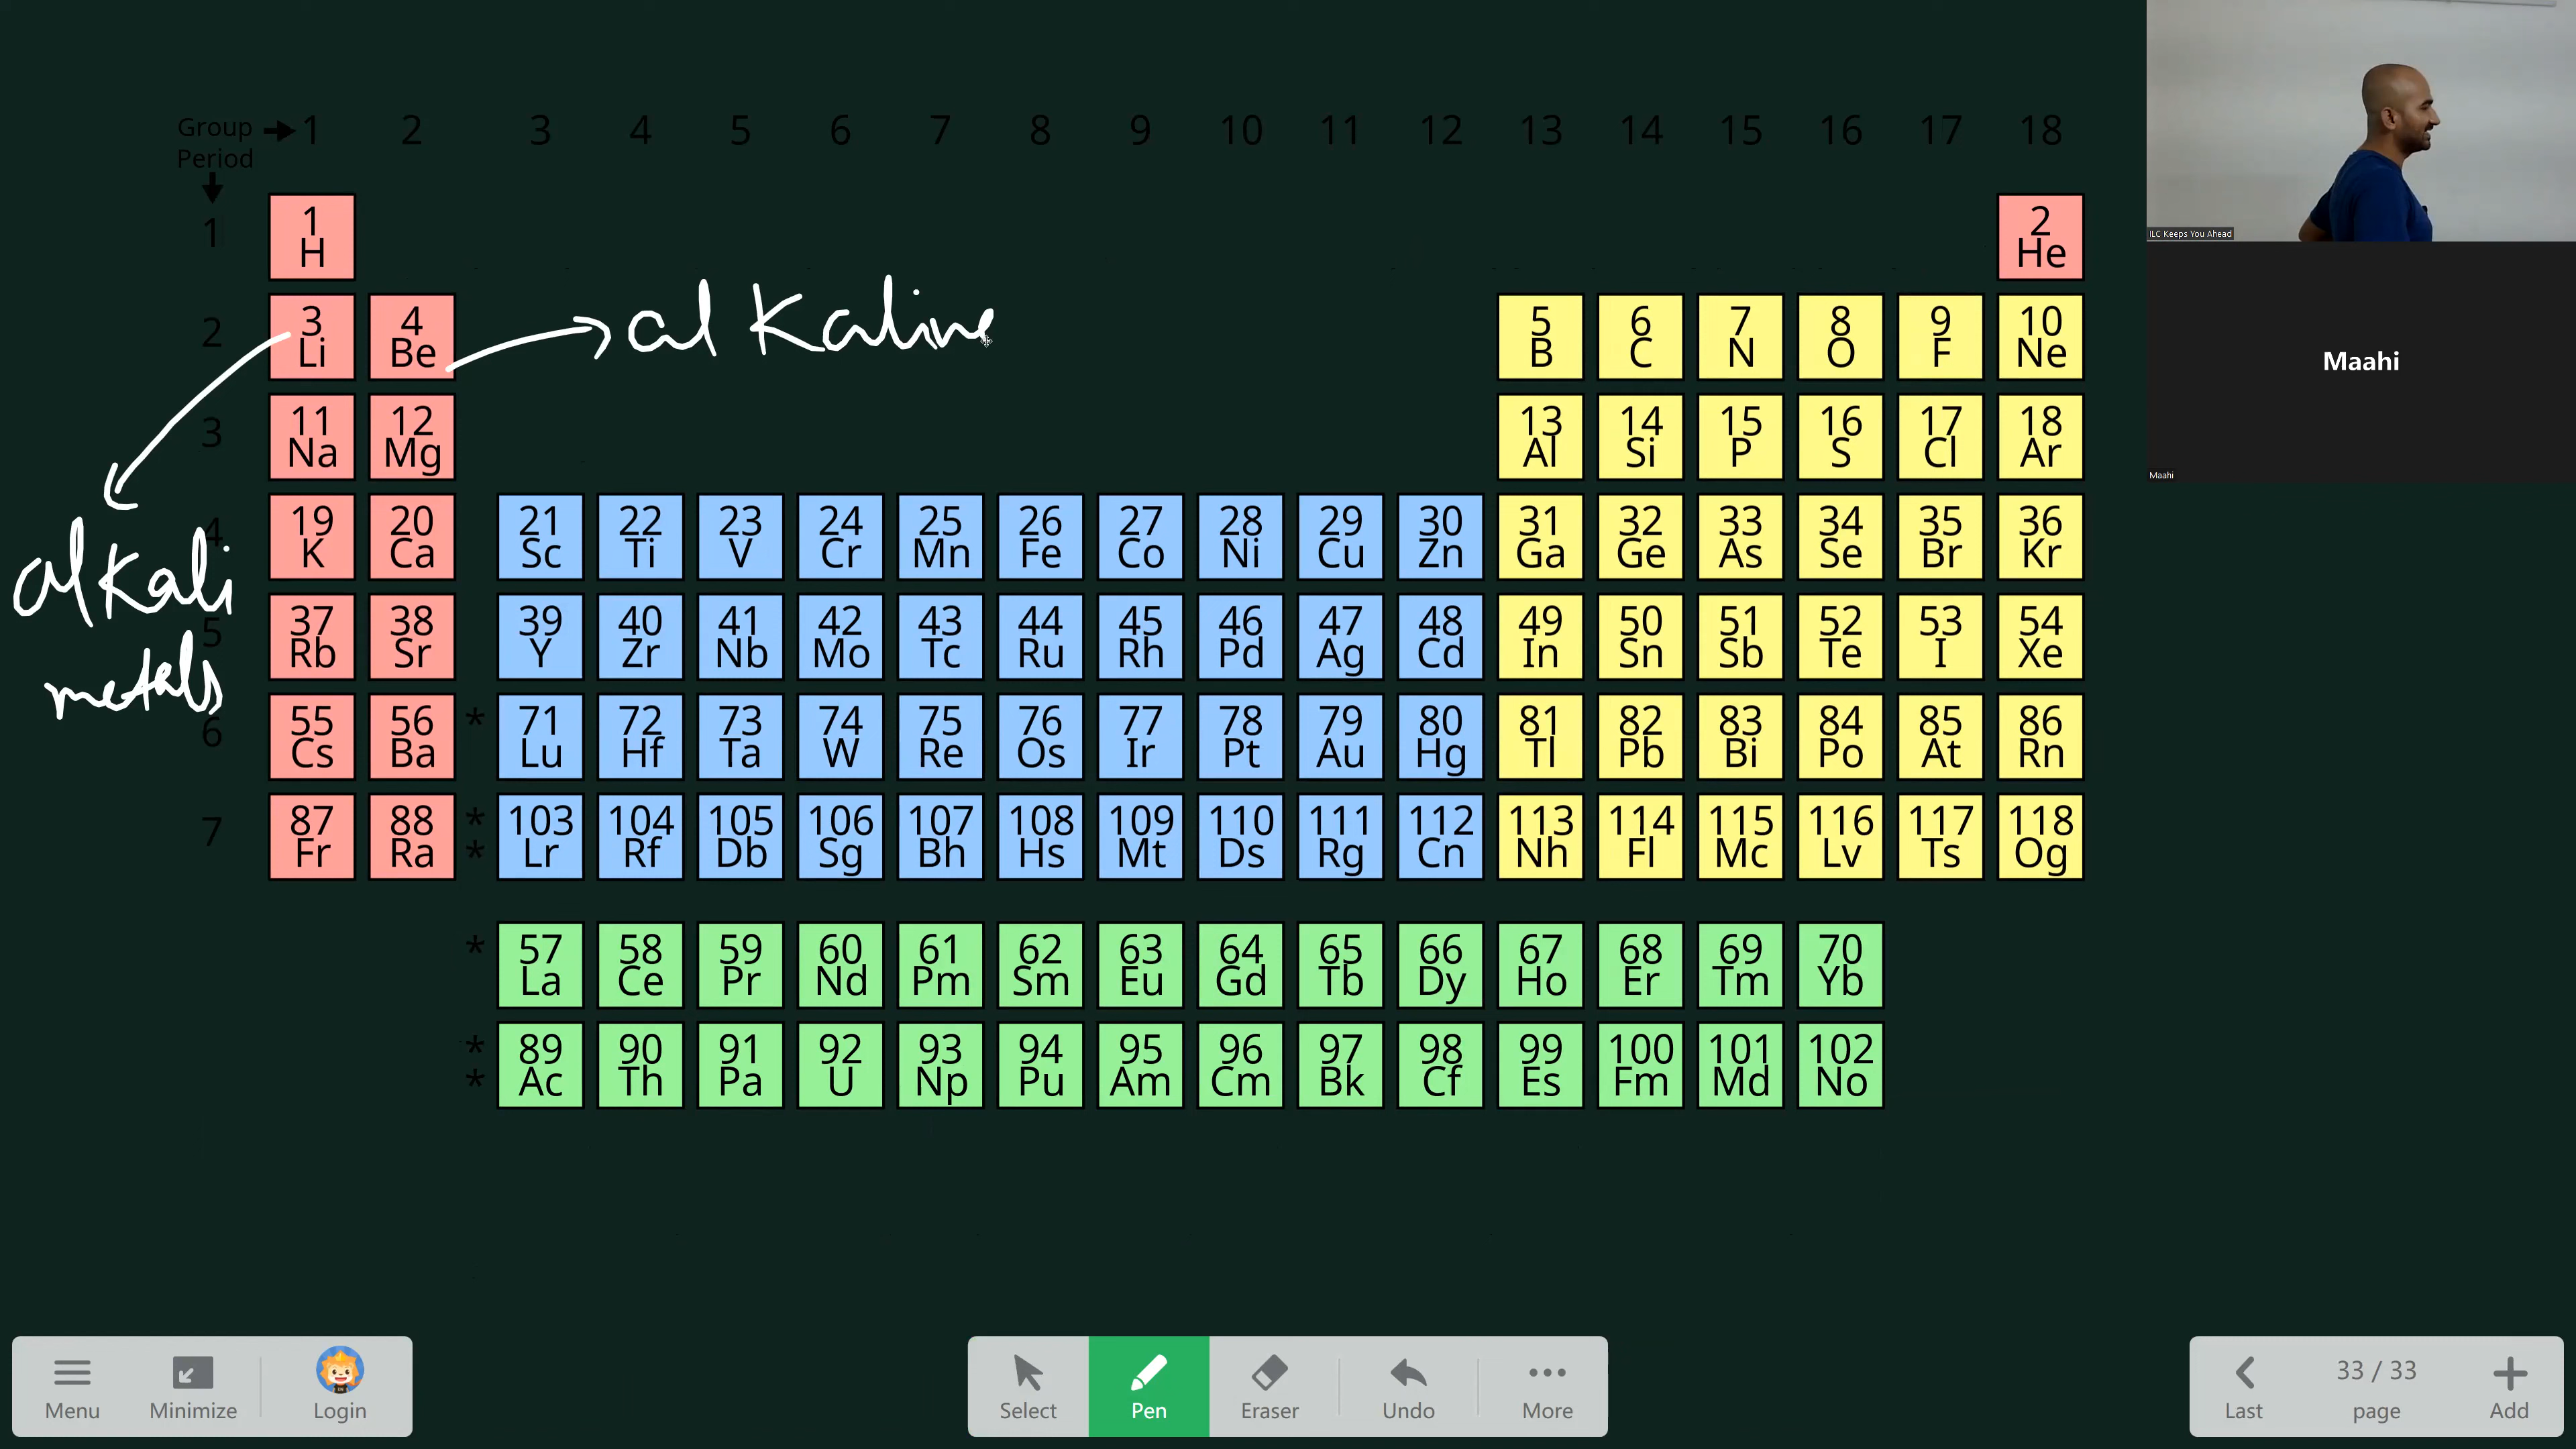 Group 1 2 3 4 5 6 7 8 9 10 11 12 13 14 15 16 17 18
Period
1 1 H 2 He
2 3 Li 4 Be alkaline 5 B 6 C 7 N 8 O 9 F 10 Ne
3 11 Na 12 Mg 13 Al 14 Si 15 P 16 S 17 Cl 18 Ar
4 19 K 20 Ca 21 Sc 22 Ti 23 V 24 Cr 25 Mn 26 Fe 27 Co 28 Ni 29 Cu 30 Zn 31 Ga 32 Ge 33 As 34 Se 35 Br 36 Kr
alkali
5 37 Rb 38 Sr 39 Y 40 Zr 41 Nb 42 Mo 43 Tc 44 Ru 45 Rh 46 Pd 47 Ag 48 Cd 49 In 50 Sn 51 Sb 52 Te 53 I 54 Xe
metals
6 55 Cs 56 Ba * 71 Lu 72 Hf 73 Ta 74 W 75 Re 76 Os 77 Ir 78 Pt 79 Au 80 Hg 81 Tl 82 Pb 83 Bi 84 Po 85 At 86 Rn
7 87 Fr 88 Ra ** 103 Lr 104 Rf 105 Db 106 Sg 107 Bh 108 Hs 109 Mt 110 Ds 111 Rg 112 Cn 113 Nh 114 Fl 115 Mc 116 Lv 117 Ts 118 Og
* 57 La 58 Ce 59 Pr 60 Nd 61 Pm 62 Sm 63 Eu 64 Gd 65 Tb 66 Dy 67 Ho 68 Er 69 Tm 70 Yb
** 89 Ac 90 Th 91 Pa 92 U 93 Np 94 Pu 95 Am 96 Cm 97 Bk 98 Cf 99 Es 100 Fm 101 Md 102 No
ILC Keeps You Ahead
Maahi
Maahi
Menu Minimize Login Select Pen Eraser Undo More Last 33 / 33 page Add